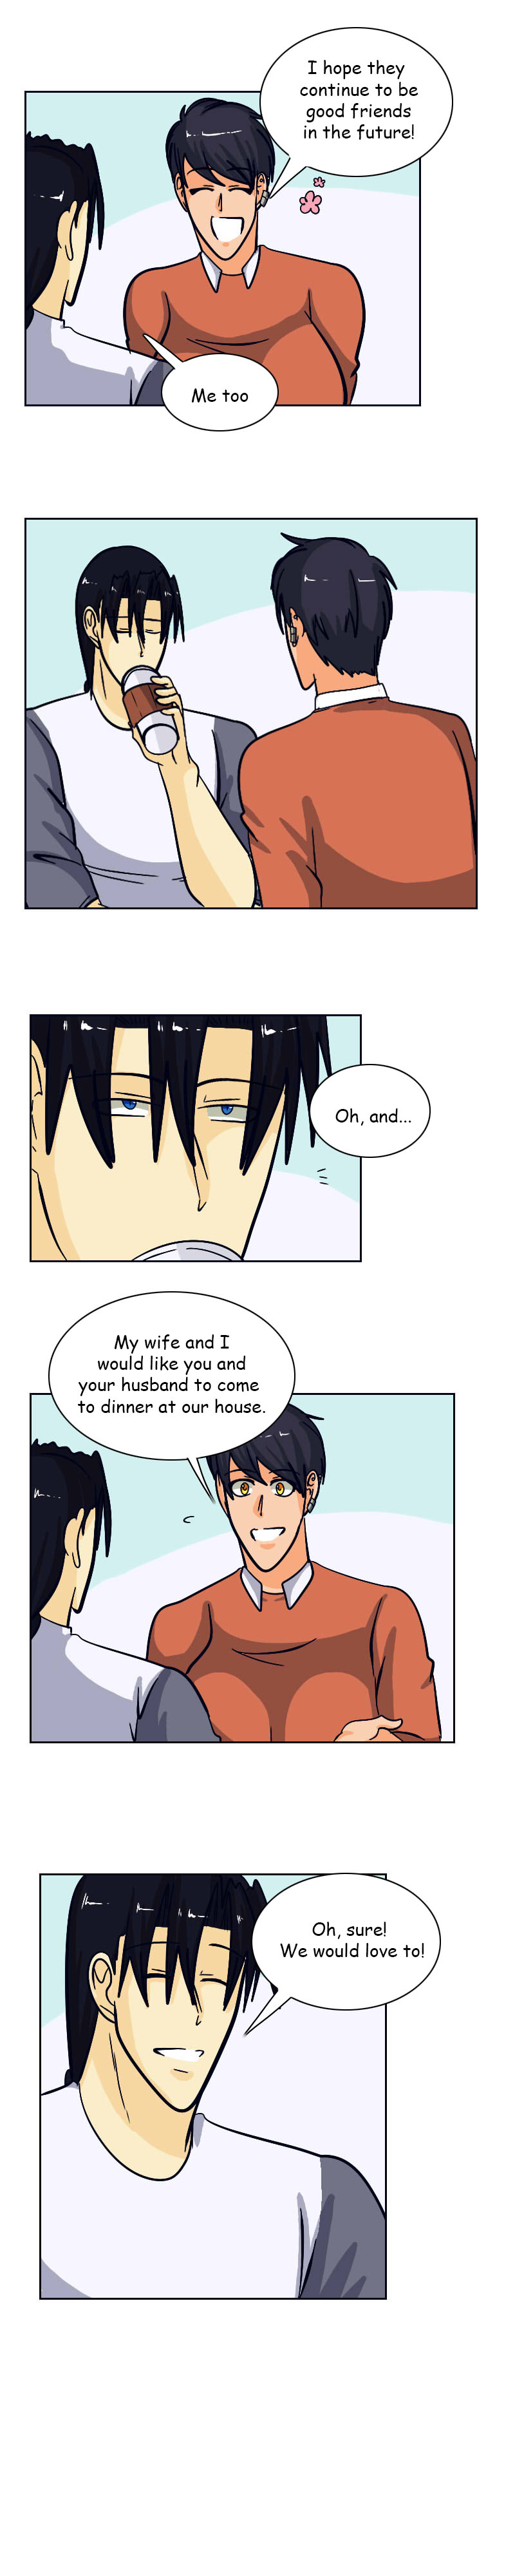 I hope they
continue to be
good friends
in the future!
Me too
Oh, and...
My wife and I
would like you and
your husband to come
to dinner at our house.
Oh, sure!
We would love to!